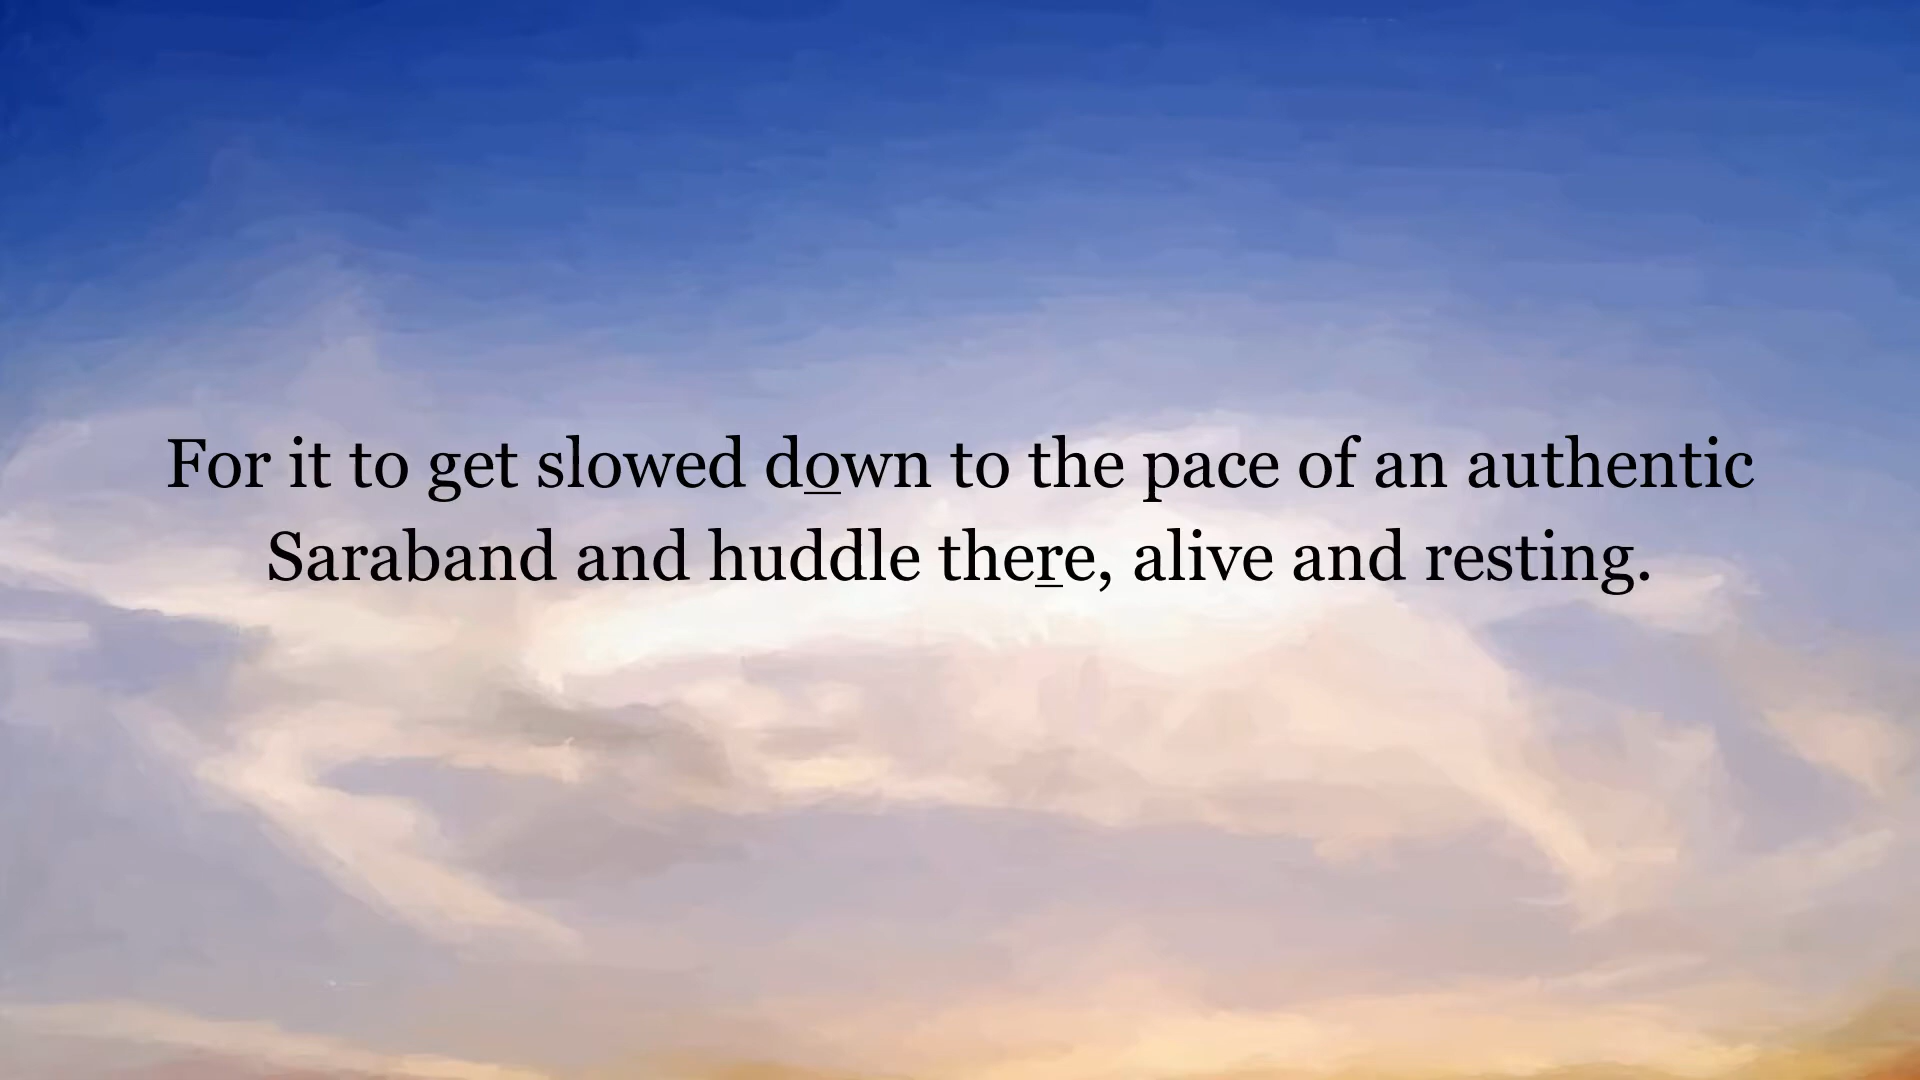 For it to get slowed down to the pace of an authentic
Saraband and huddle there, alive and resting.